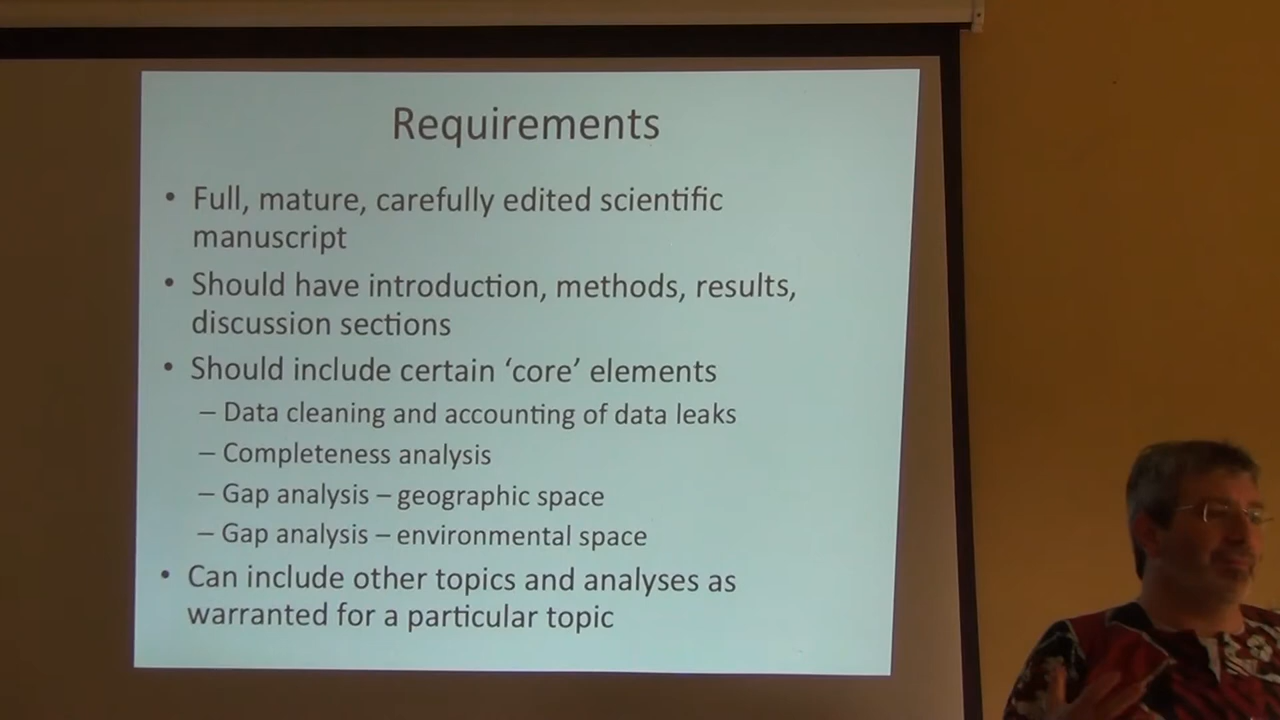 Requirements
• Full, mature, carefully edited scientific
manuscript
• Should have introduction, methods, results,
discussion sections
• Should include certain ‘core’ elements
– Data cleaning and accounting of data leaks
– Completeness analysis
– Gap analysis – geographic space
– Gap analysis – environmental space
• Can include other topics and analyses as
warranted for a particular topic